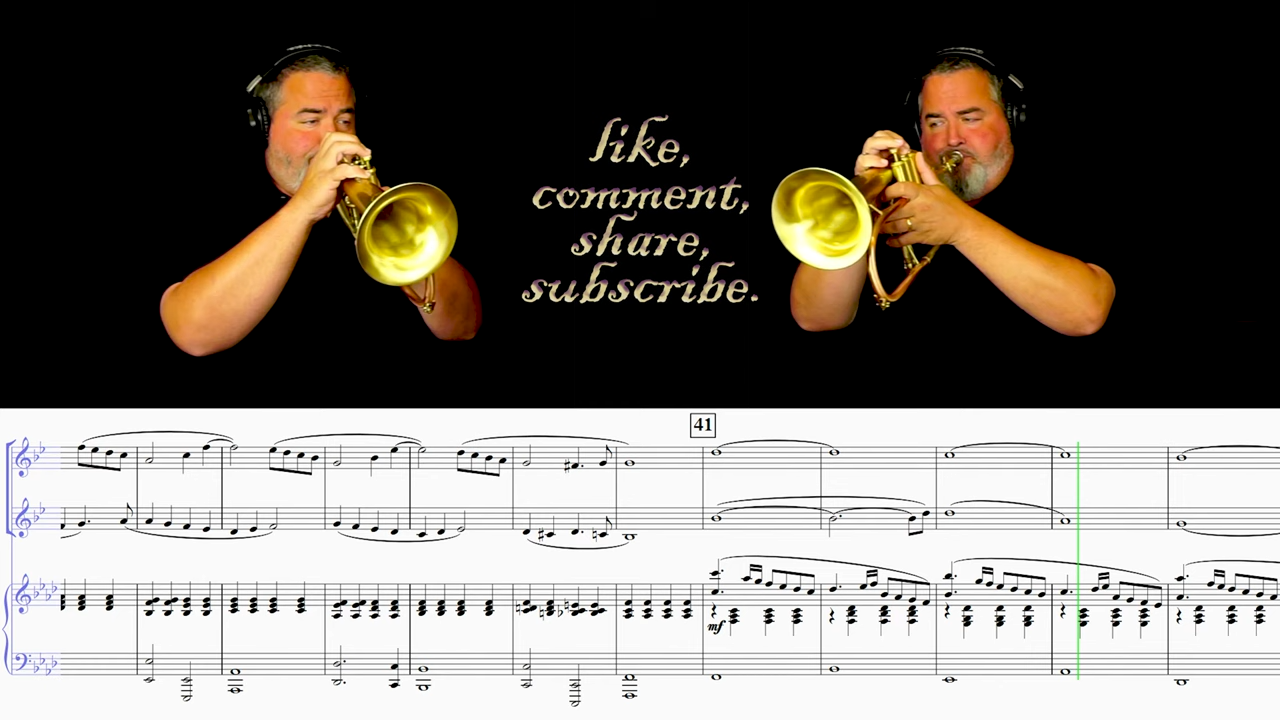 like,
comment,
share,
subscribe.
41
mf